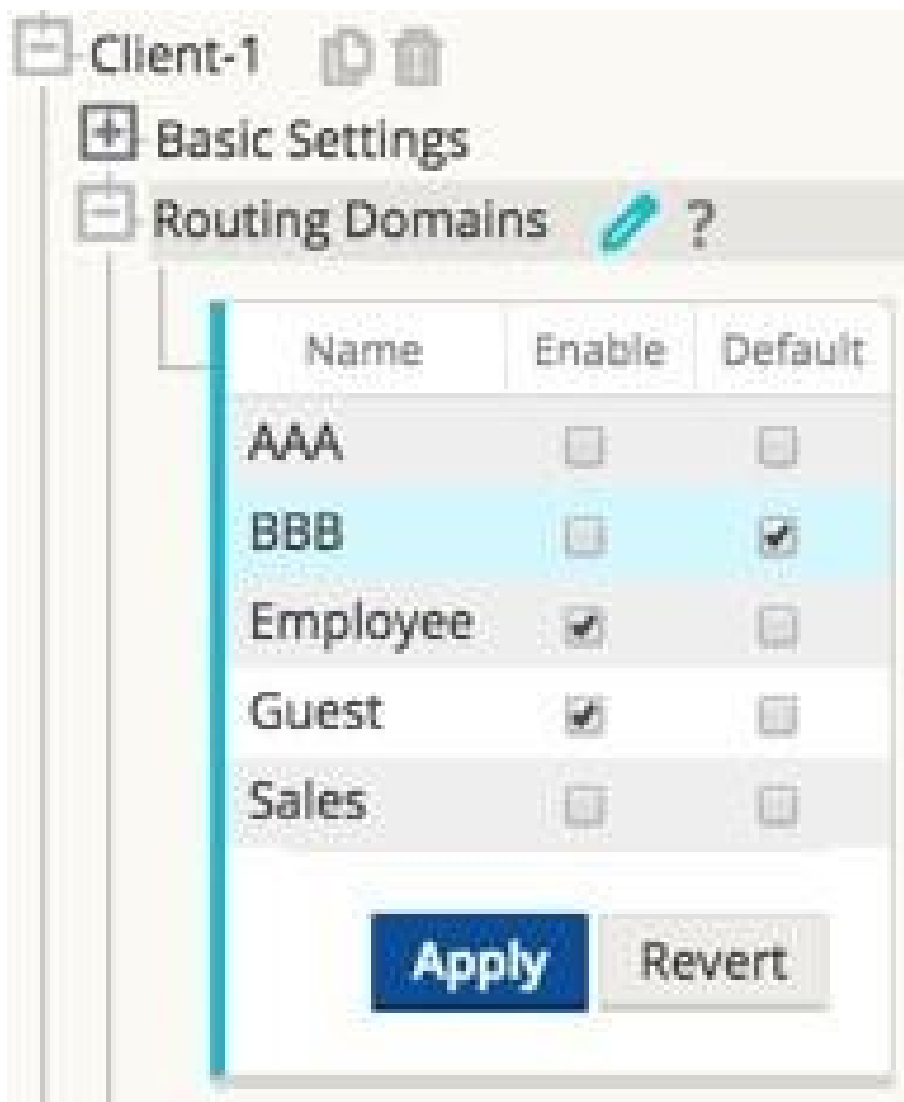 Client-1
Basic Settings
Routing Domains ?
Name Enable Default
AAA
BBB
Employee
Guest
Sales
Apply Revert